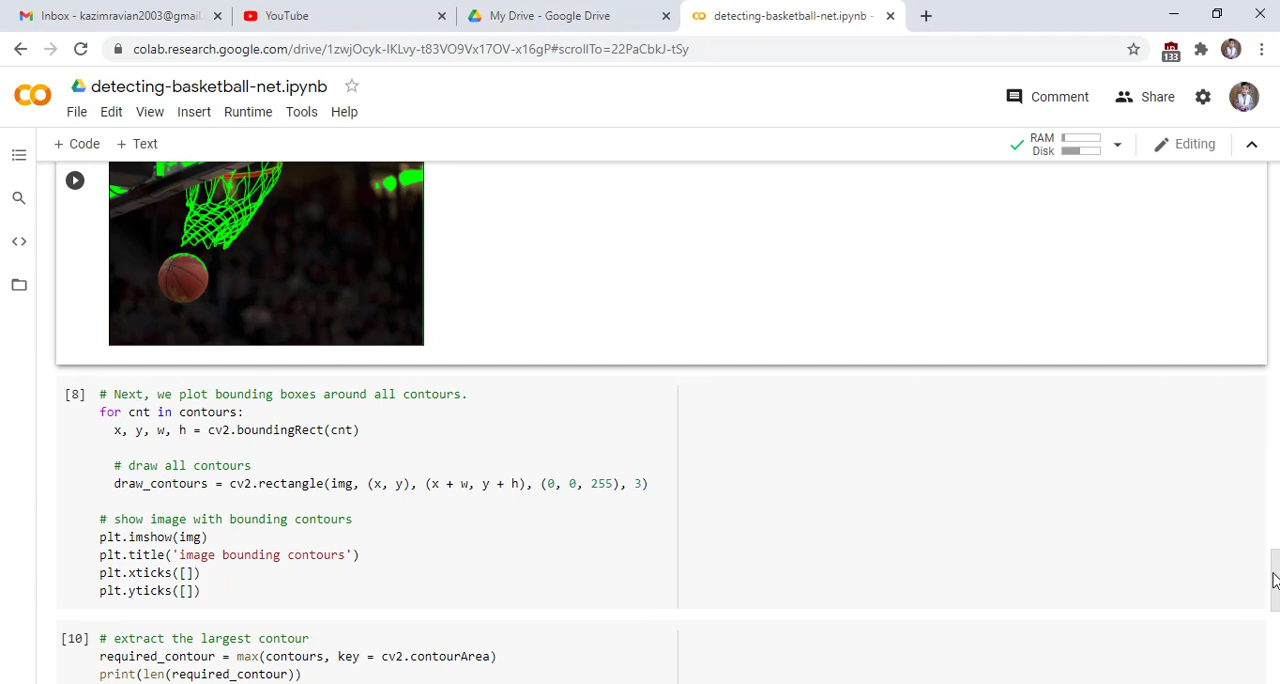 Inbox - kazimravian2003@gmail.
YouTube
My Drive - Google Drive
detecting-basketball-net.ipynb -
colab.research.google.com/drive/1zwjOcyk-IKLvy-t83VO9Vx17OV-x16gP#scrollTo=22PaCbkJ-tSy
133
detecting-basketball-net.ipynb
Comment
Share
File Edit View Insert Runtime Tools Help
+ Code + Text
RAM
Disk
Editing
[8] # Next, we plot bounding boxes around all contours.
for cnt in contours:
x, y, w, h = cv2.boundingRect(cnt)
# draw all contours
draw_contours = cv2.rectangle(img, (x, y), (x + w, y + h), (0, 0, 255), 3)
# show image with bounding contours
plt.imshow(img)
plt.title('image bounding contours')
plt.xticks([])
plt.yticks([])
[10] # extract the largest contour
required_contour = max(contours, key = cv2.contourArea)
print(len(required_contour))